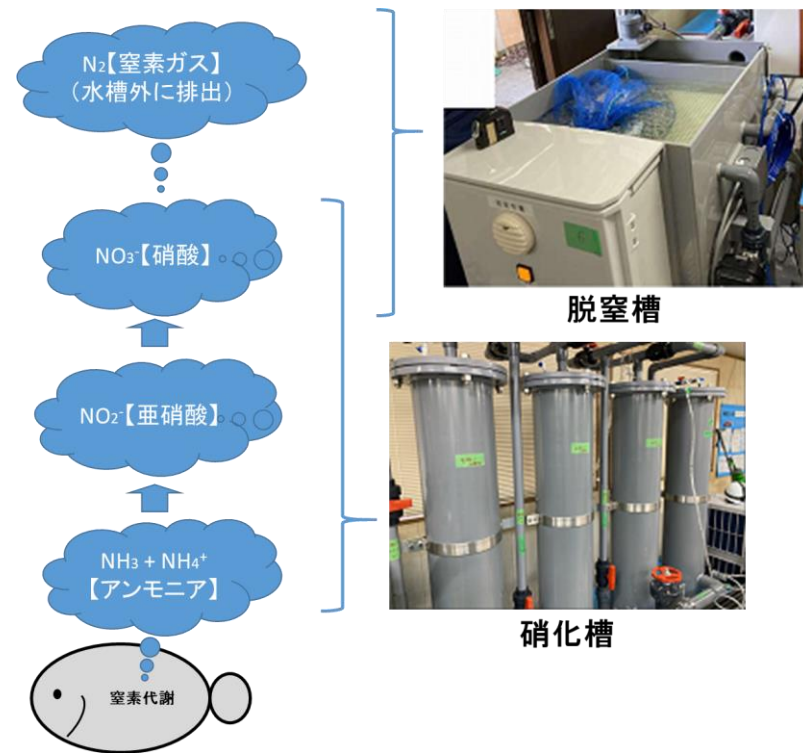 N₂【窒素ガス】
（水槽外に排出）
NO₃⁻【硝酸】
脱窒槽
NO₂⁻【亜硝酸】
NH₃ + NH₄⁺
【アンモニア】
硝化槽
窒素代謝